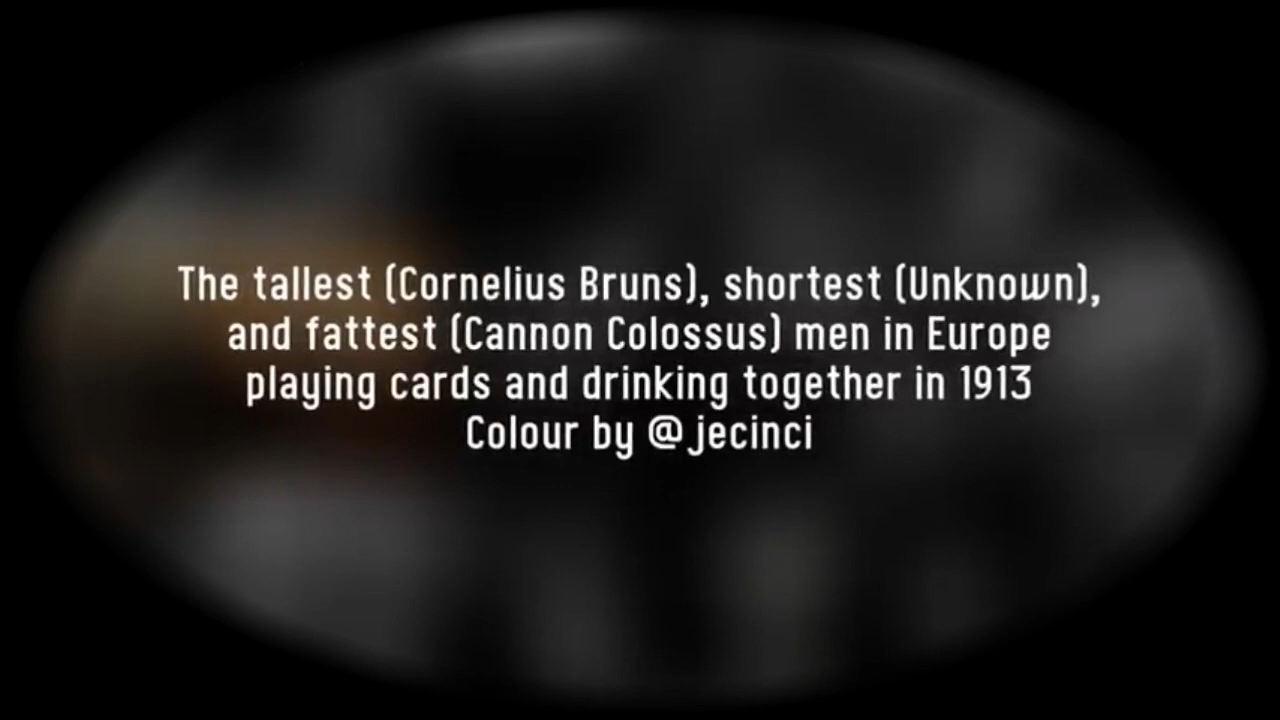 The tallest (Cornelius Bruns), shortest (Unknown),
and fattest (Cannon Colossus) men in Europe
playing cards and drinking together in 1913
Colour by @jecinci